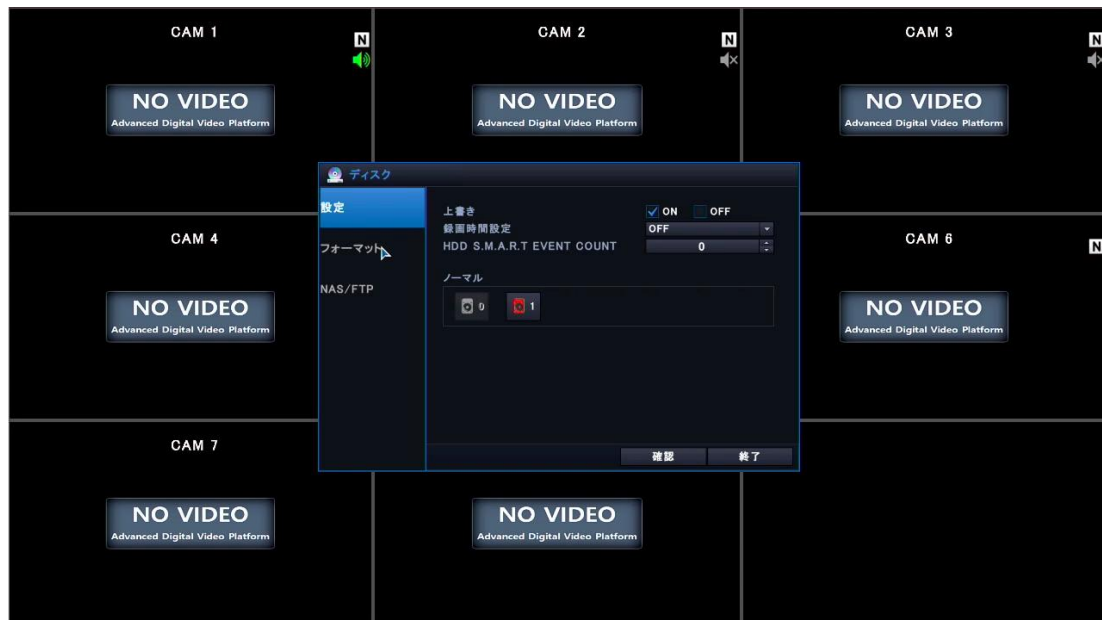 CAM 1
N
NO VIDEO
Advanced Digital Video Platform
CAM 2
N
NO VIDEO
Advanced Digital Video Platform
CAM 3
N
NO VIDEO
Advanced Digital Video Platform
ディスク
設定
フォーマット
NAS/FTP
上書き ON OFF
録画時間設定 OFF
HDD S.M.A.R.T EVENT COUNT 0
ノーマル
0 1
確認 終了
CAM 4
NO VIDEO
Advanced Digital Video Platform
CAM 6
N
NO VIDEO
Advanced Digital Video Platform
CAM 7
NO VIDEO
Advanced Digital Video Platform
NO VIDEO
Advanced Digital Video Platform